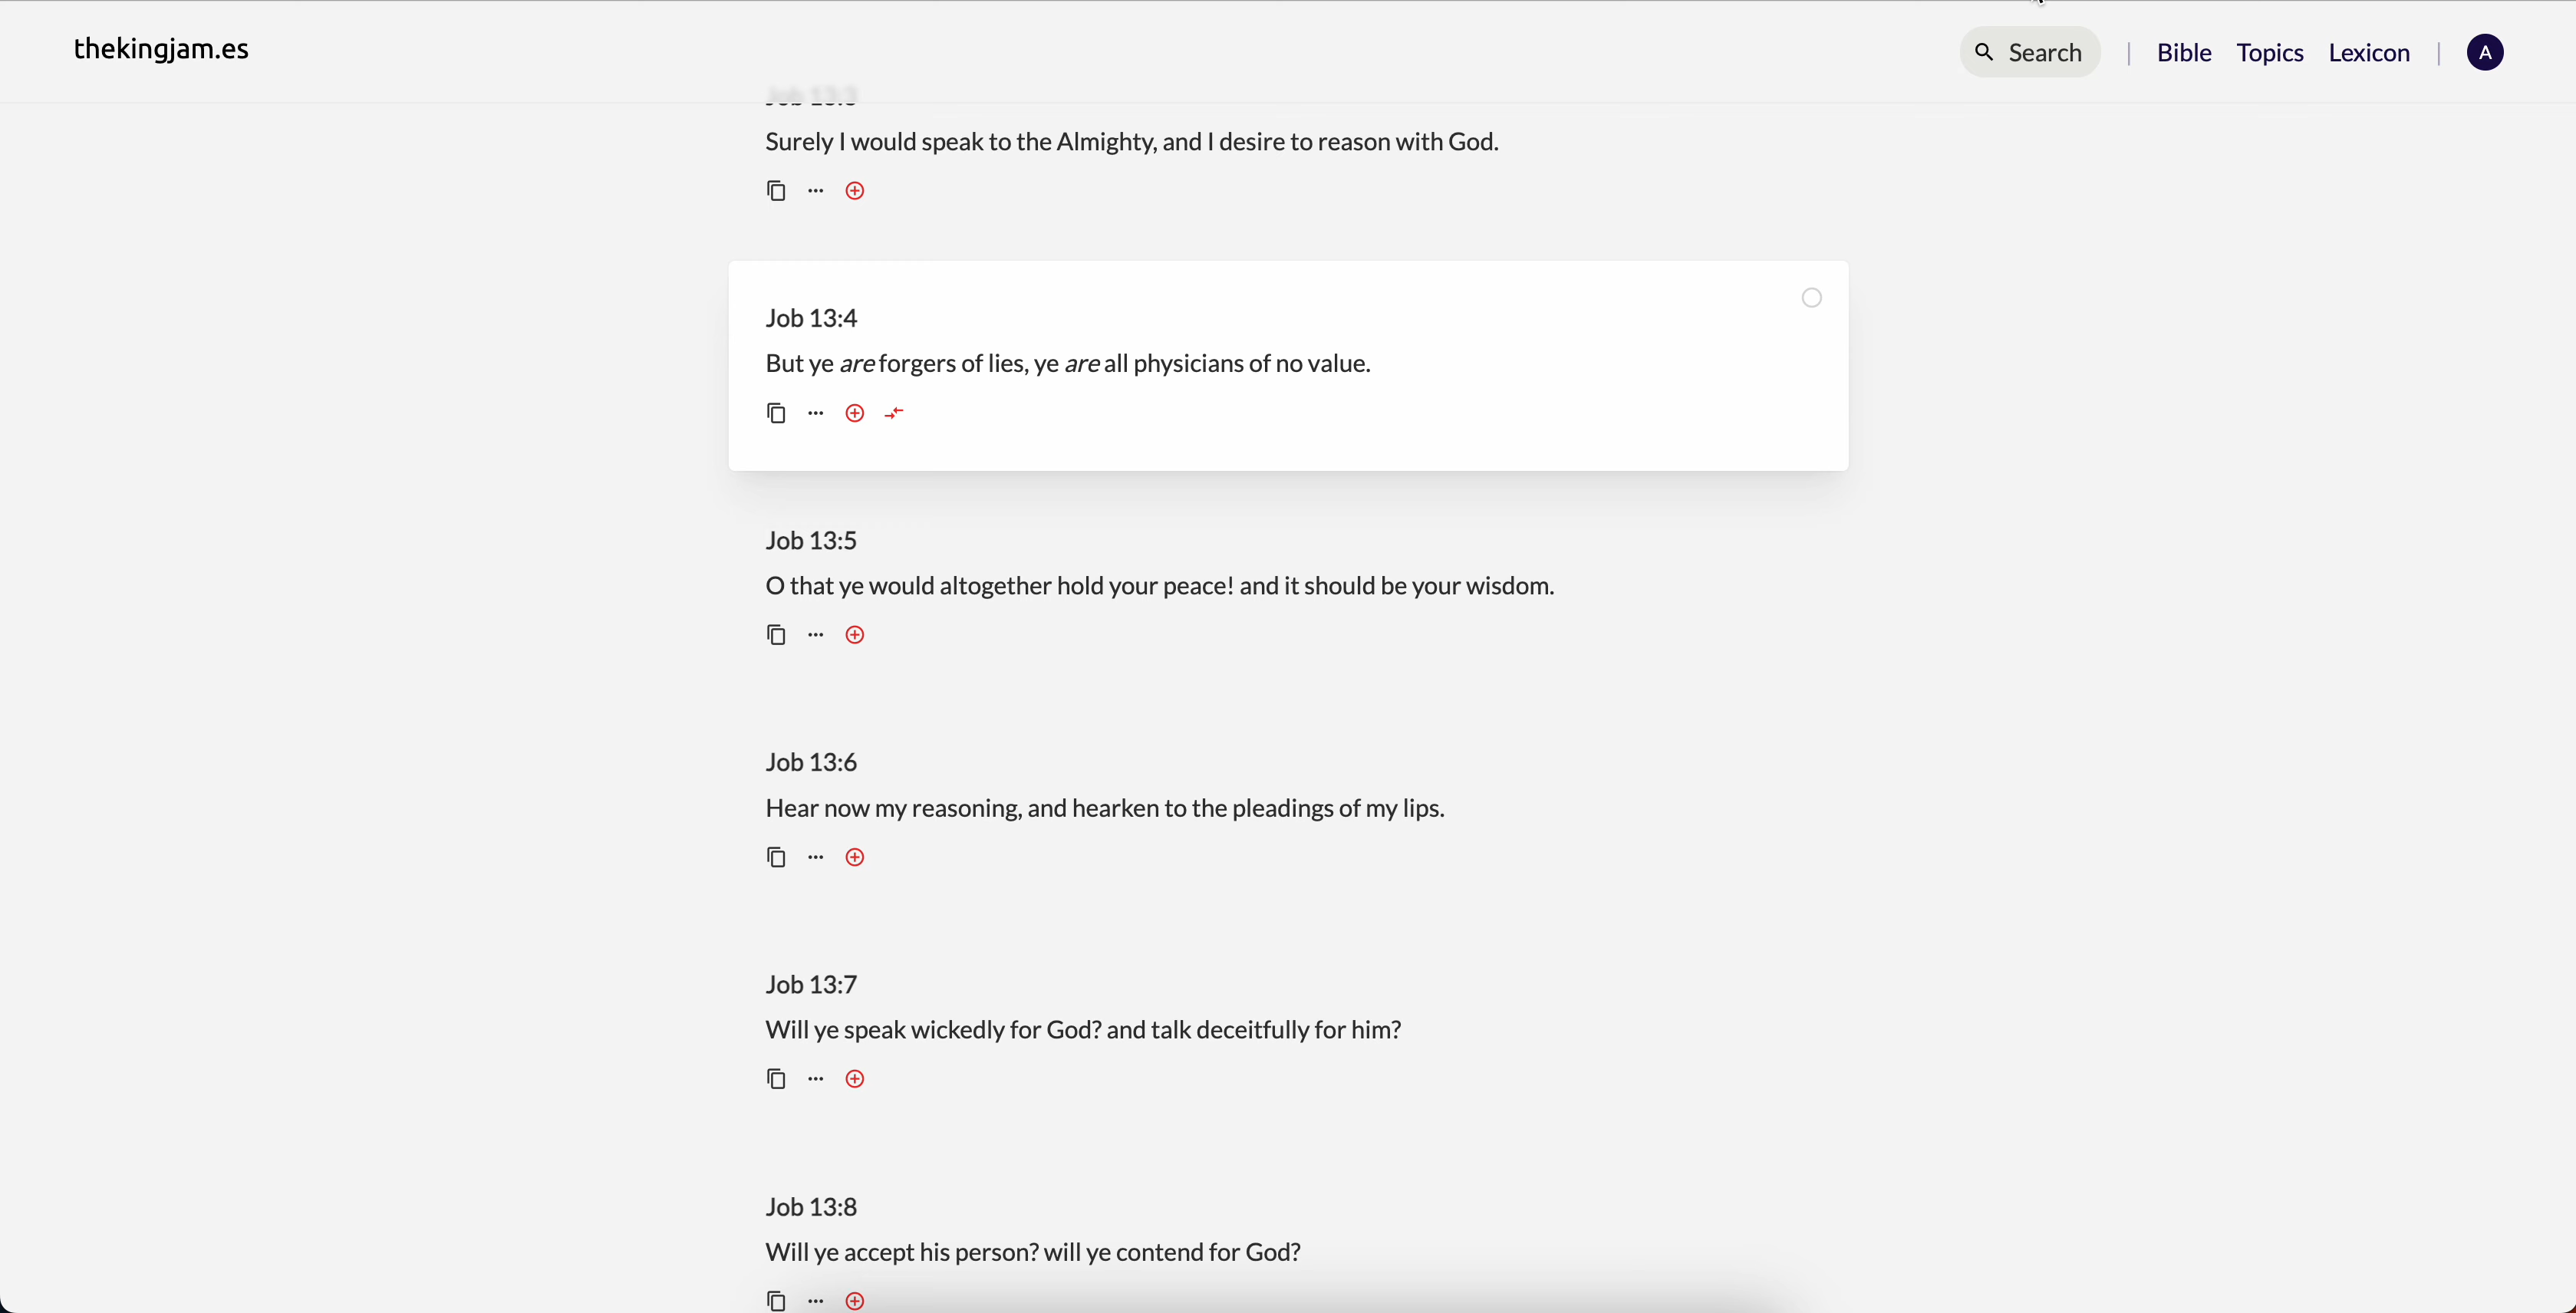 thekingjam.es
Search | Bible Topics Lexicon | A
Job 13:3
Surely I would speak to the Almighty, and I desire to reason with God.
Job 13:4
But ye are forgers of lies, ye are all physicians of no value.
Job 13:5
O that ye would altogether hold your peace! and it should be your wisdom.
Job 13:6
Hear now my reasoning, and hearken to the pleadings of my lips.
Job 13:7
Will ye speak wickedly for God? and talk deceitfully for him?
Job 13:8
Will ye accept his person? will ye contend for God?